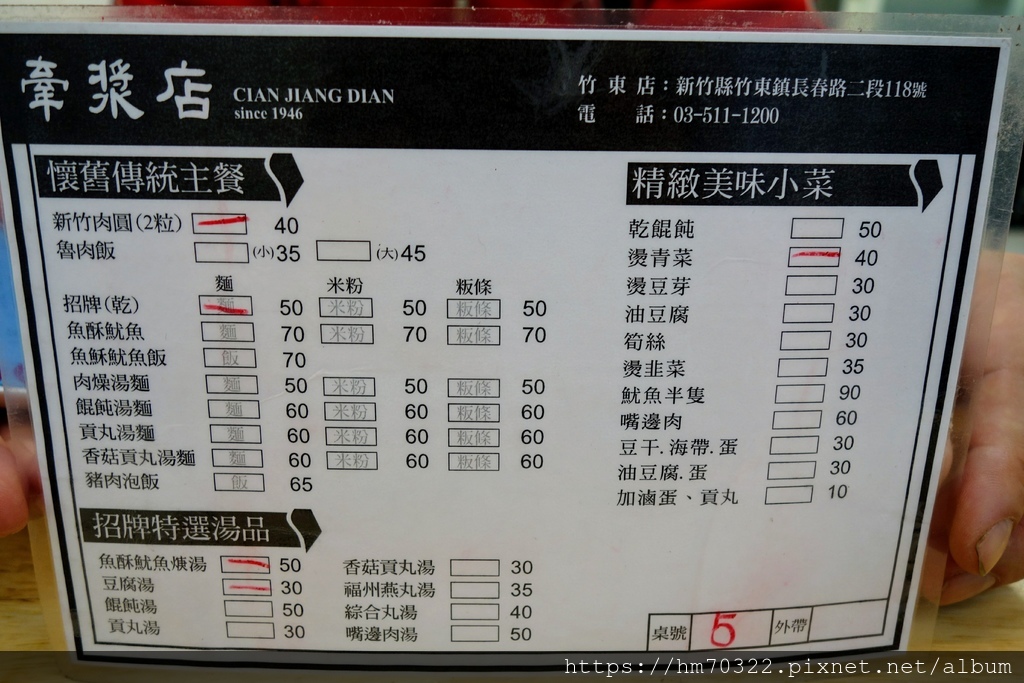 牽漿店 CIAN JIANG DIAN
since 1946
竹東店：新竹縣竹東鎮長春路二段118號
電話：03-511-1200
懷舊傳統主餐
新竹肉圓(2粒) 40
魯肉飯 (小)35 (大)45
麵 米粉 粄條
招牌(乾) 麵 50 米粉 50 粄條 50
魚酥魷魚 麵 70 米粉 70 粄條 70
魚穌魷魚飯 飯 70
肉燥湯麵 麵 50 米粉 50 粄條 50
餛飩湯麵 麵 60 米粉 60 粄條 60
貢丸湯麵 麵 60 米粉 60 粄條 60
香菇貢丸湯麵 麵 60 米粉 60 粄條 60
豬肉泡飯 飯 65
招牌特選湯品
魚酥魷魚焿湯 50
豆腐湯 30
餛飩湯 50
貢丸湯 30
香菇貢丸湯 30
福州燕丸湯 35
綜合丸湯 40
嘴邊肉湯 50
精緻美味小菜
乾餛飩 50
燙青菜 40
燙豆芽 30
油豆腐 30
筍絲 30
燙韭菜 35
魷魚半隻 90
嘴邊肉 60
豆干.海帶.蛋 30
油豆腐.蛋 30
加滷蛋、貢丸 10
桌號 5 外帶
https://hm70322.pixnet.net/album